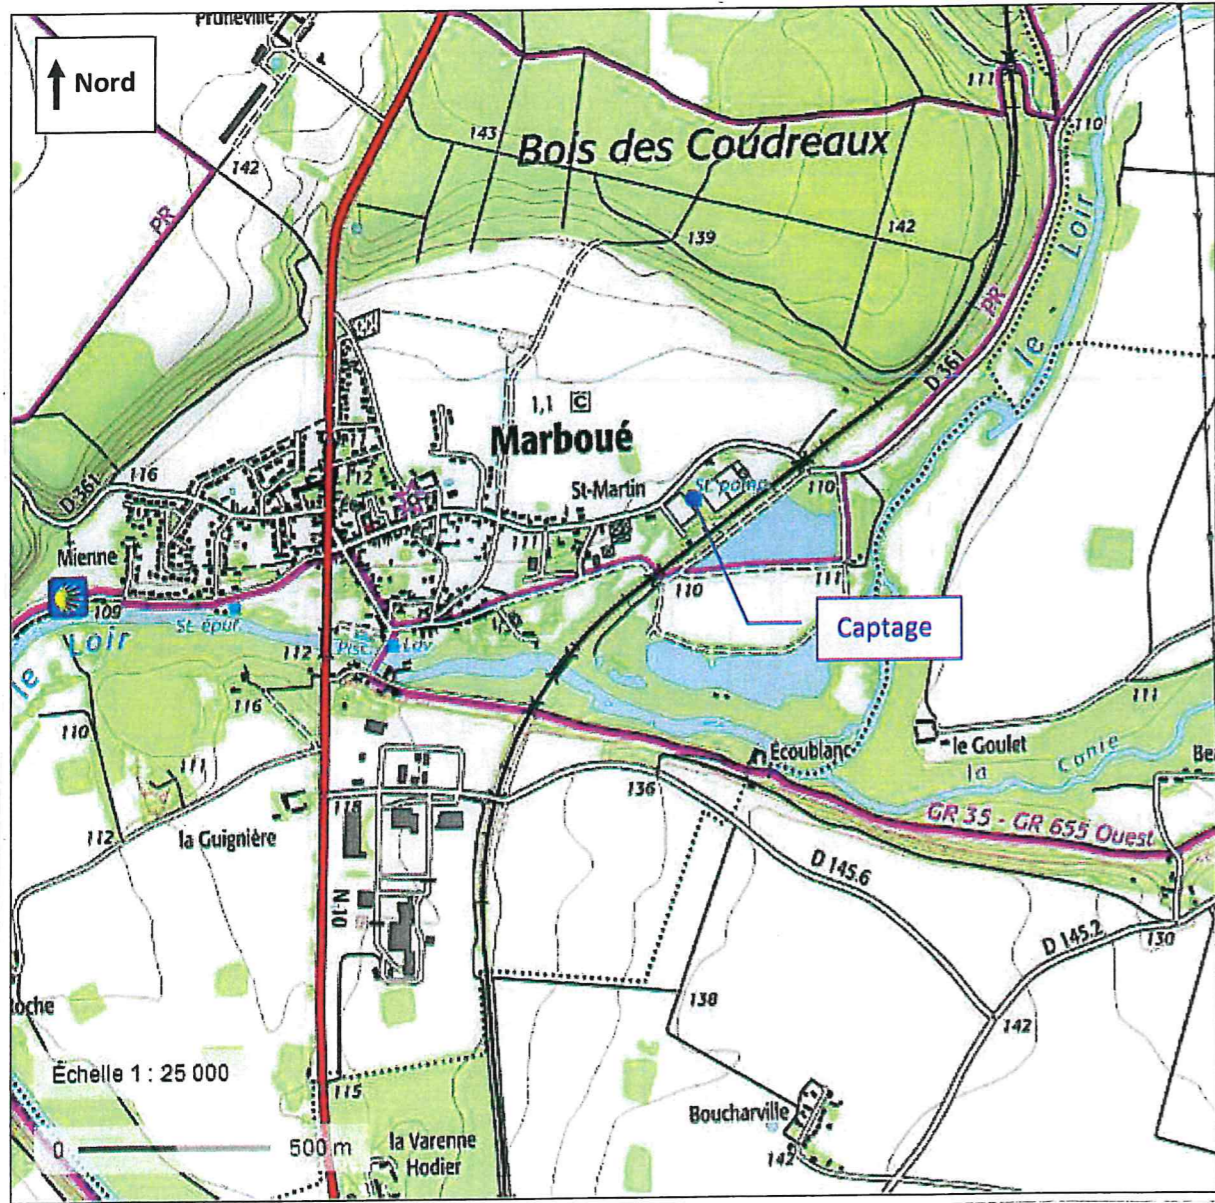 Pruneville
Nord
111
110
143
Bois des Coudreaux
142
PR
139
142
le Loir
PR
D 361
1,1 C
Marboué
116
112
D 361
St-Martin
St. pomp.
110
111
Mienne
110
111
109
St. épur.
Captage
Loir
le
112
Pisc.
Lav.
116
110
111
Écoublanc
le Goulet
la Conie
111
Be
136
118
112
la Guignière
GR 35 - GR 655 Ouest
D 145.6
N 10
D 145.2
130
138
142
Roche
Échelle 1 : 25 000
115
Boucharville
0 500 m
la Varenne
Hodier
142